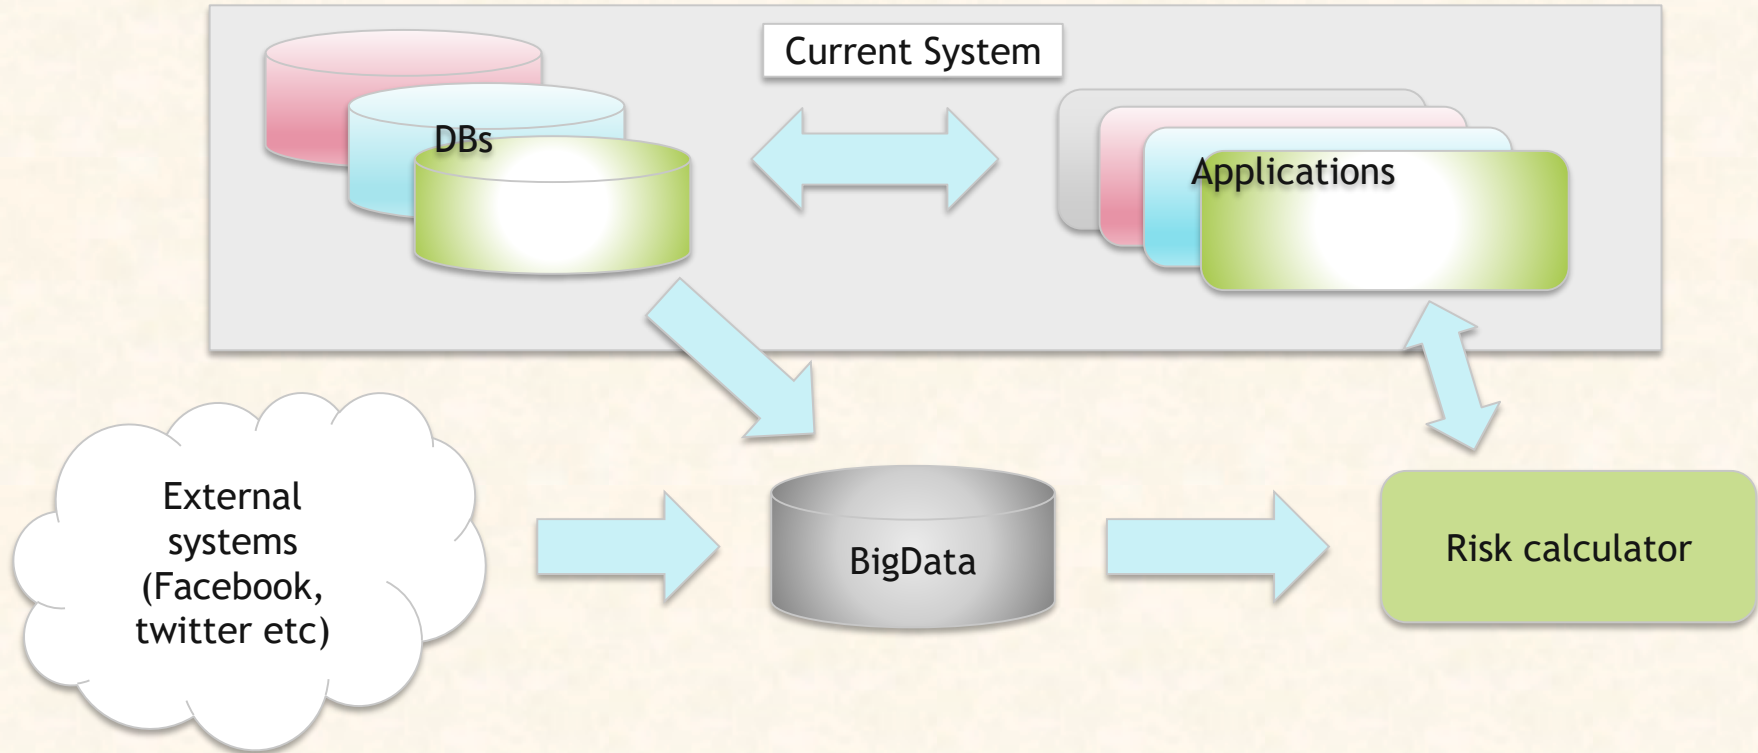 Current System
DBs
Applications
External
systems
(Facebook,
twitter etc)
BigData
Risk calculator